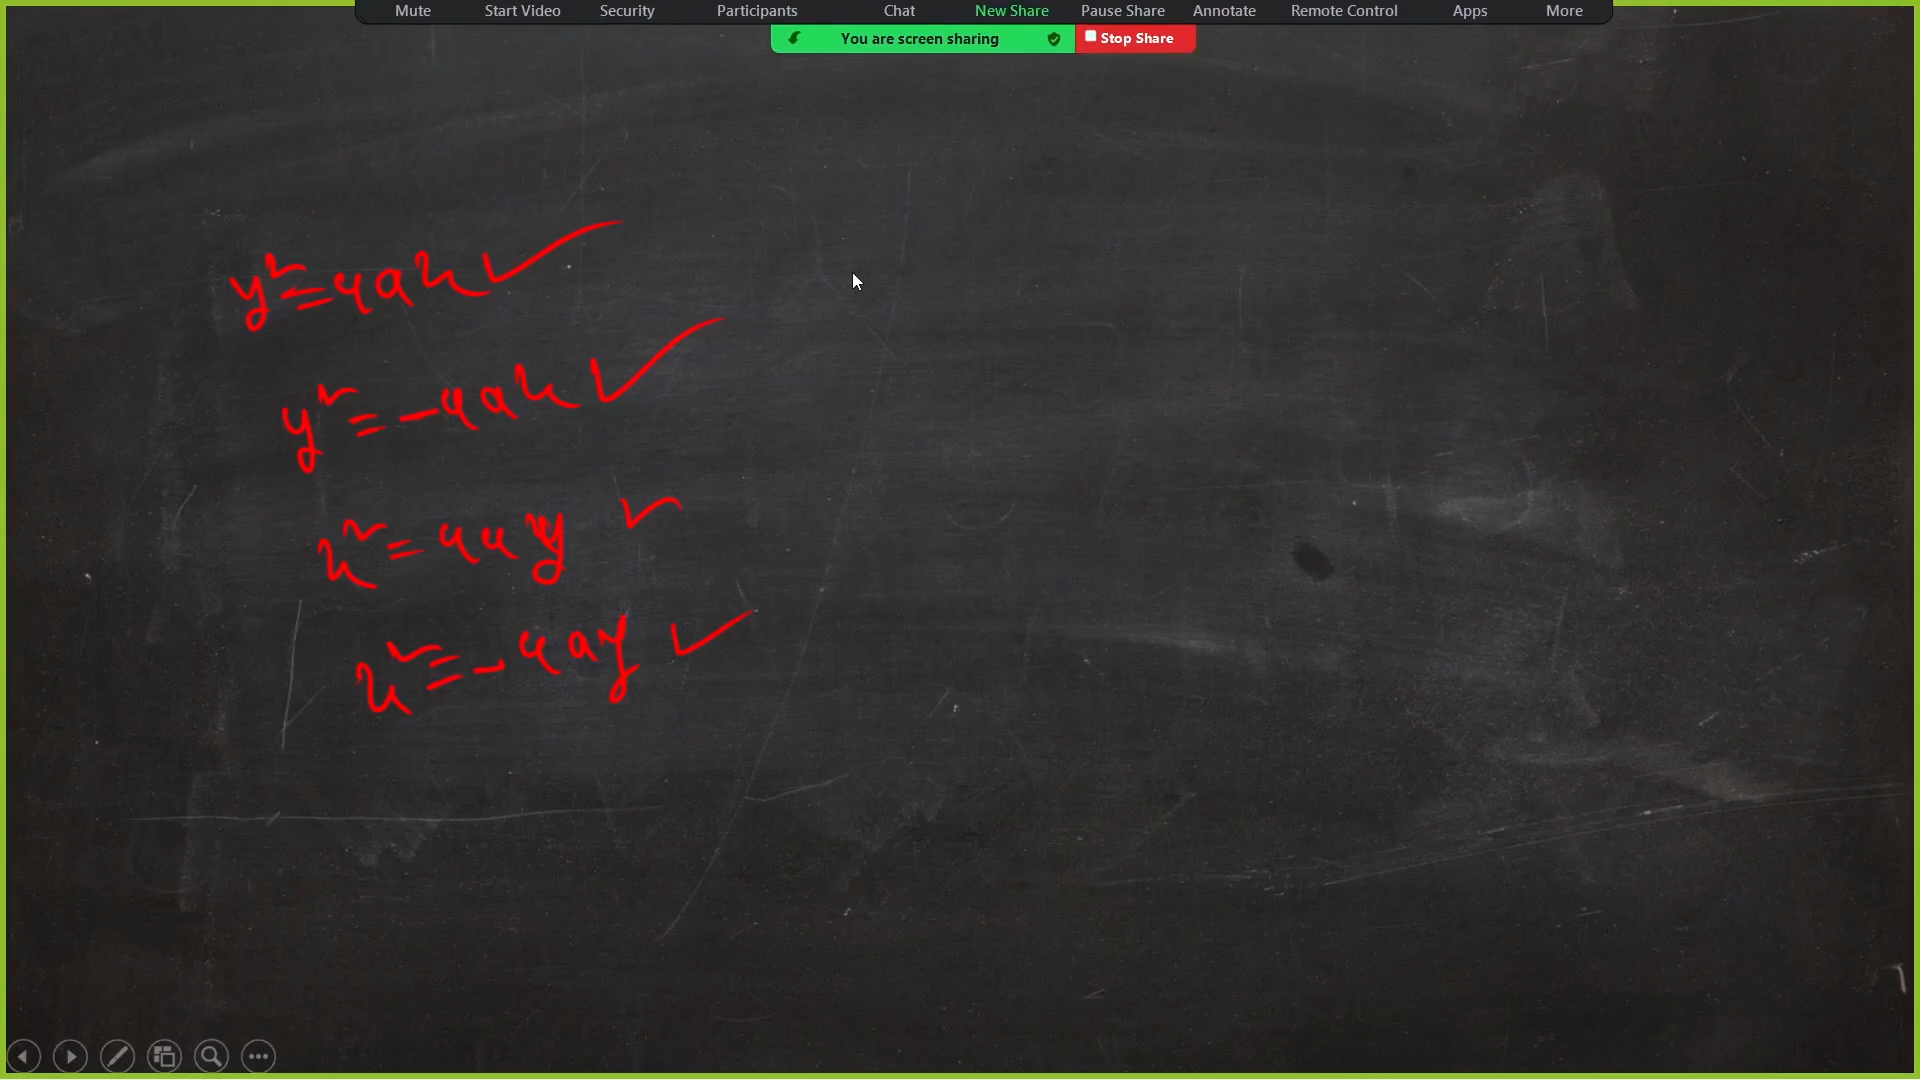 Mute Start Video Security Participants Chat New Share Pause Share Annotate Remote Control Apps More
You are screen sharing Stop Share
y²=4ax
y²=-4ax
x²=4ay
x²=-4ay